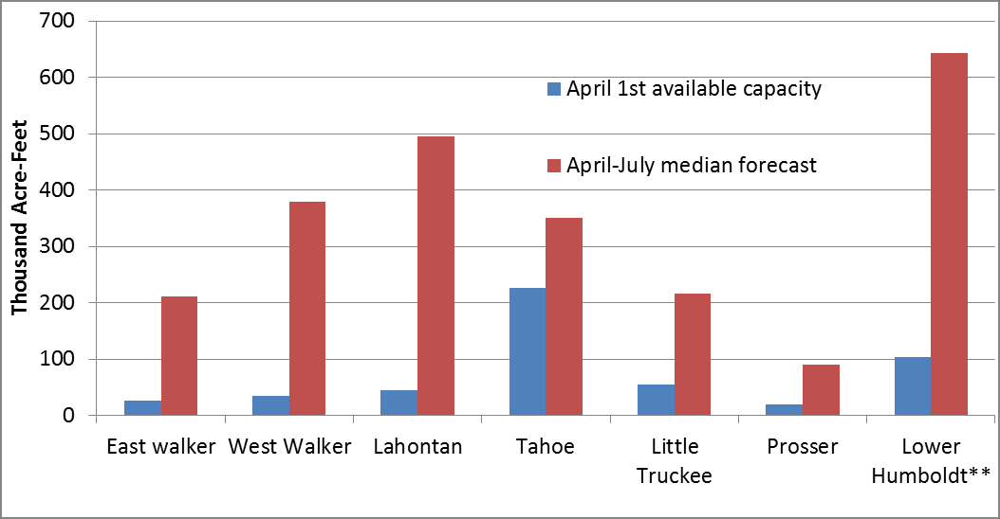 700
600
500
400
300
200
100
0
Thousand Acre-Feet
April 1st available capacity
April-July median forecast
East walker
West Walker
Lahontan
Tahoe
Little
Truckee
Prosser
Lower
Humboldt**